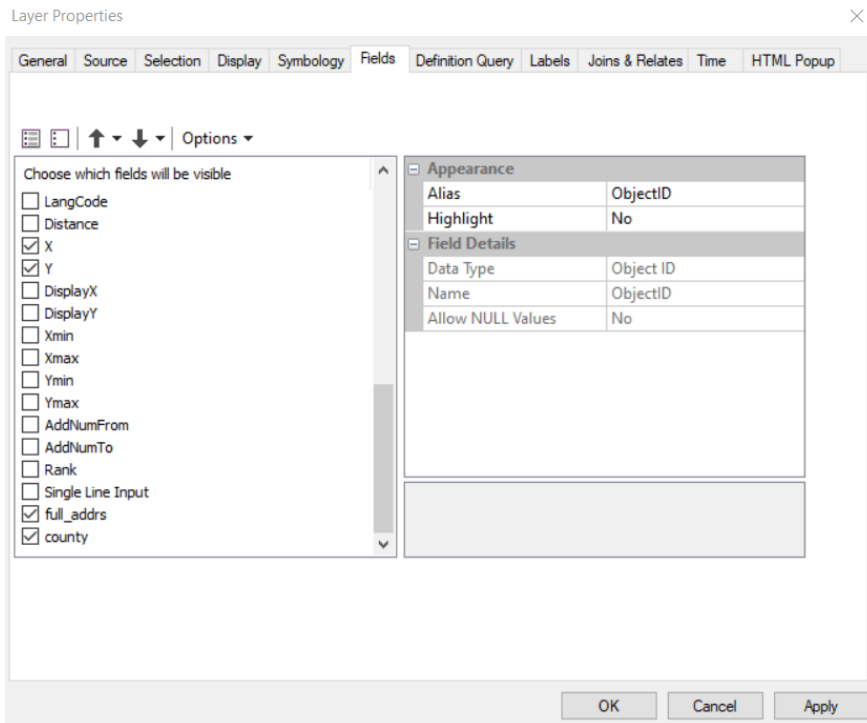 Layer Properties
General Source Selection Display Symbology Fields Definition Query Labels Joins & Relates Time HTML Popup
Options
Choose which fields will be visible
LangCode
Distance
X
Y
DisplayX
DisplayY
Xmin
Xmax
Ymin
Ymax
AddNumFrom
AddNumTo
Rank
Single Line Input
full_addrs
county
Appearance
Alias ObjectID
Highlight No
Field Details
Data Type Object ID
Name ObjectID
Allow NULL Values No
OK Cancel Apply